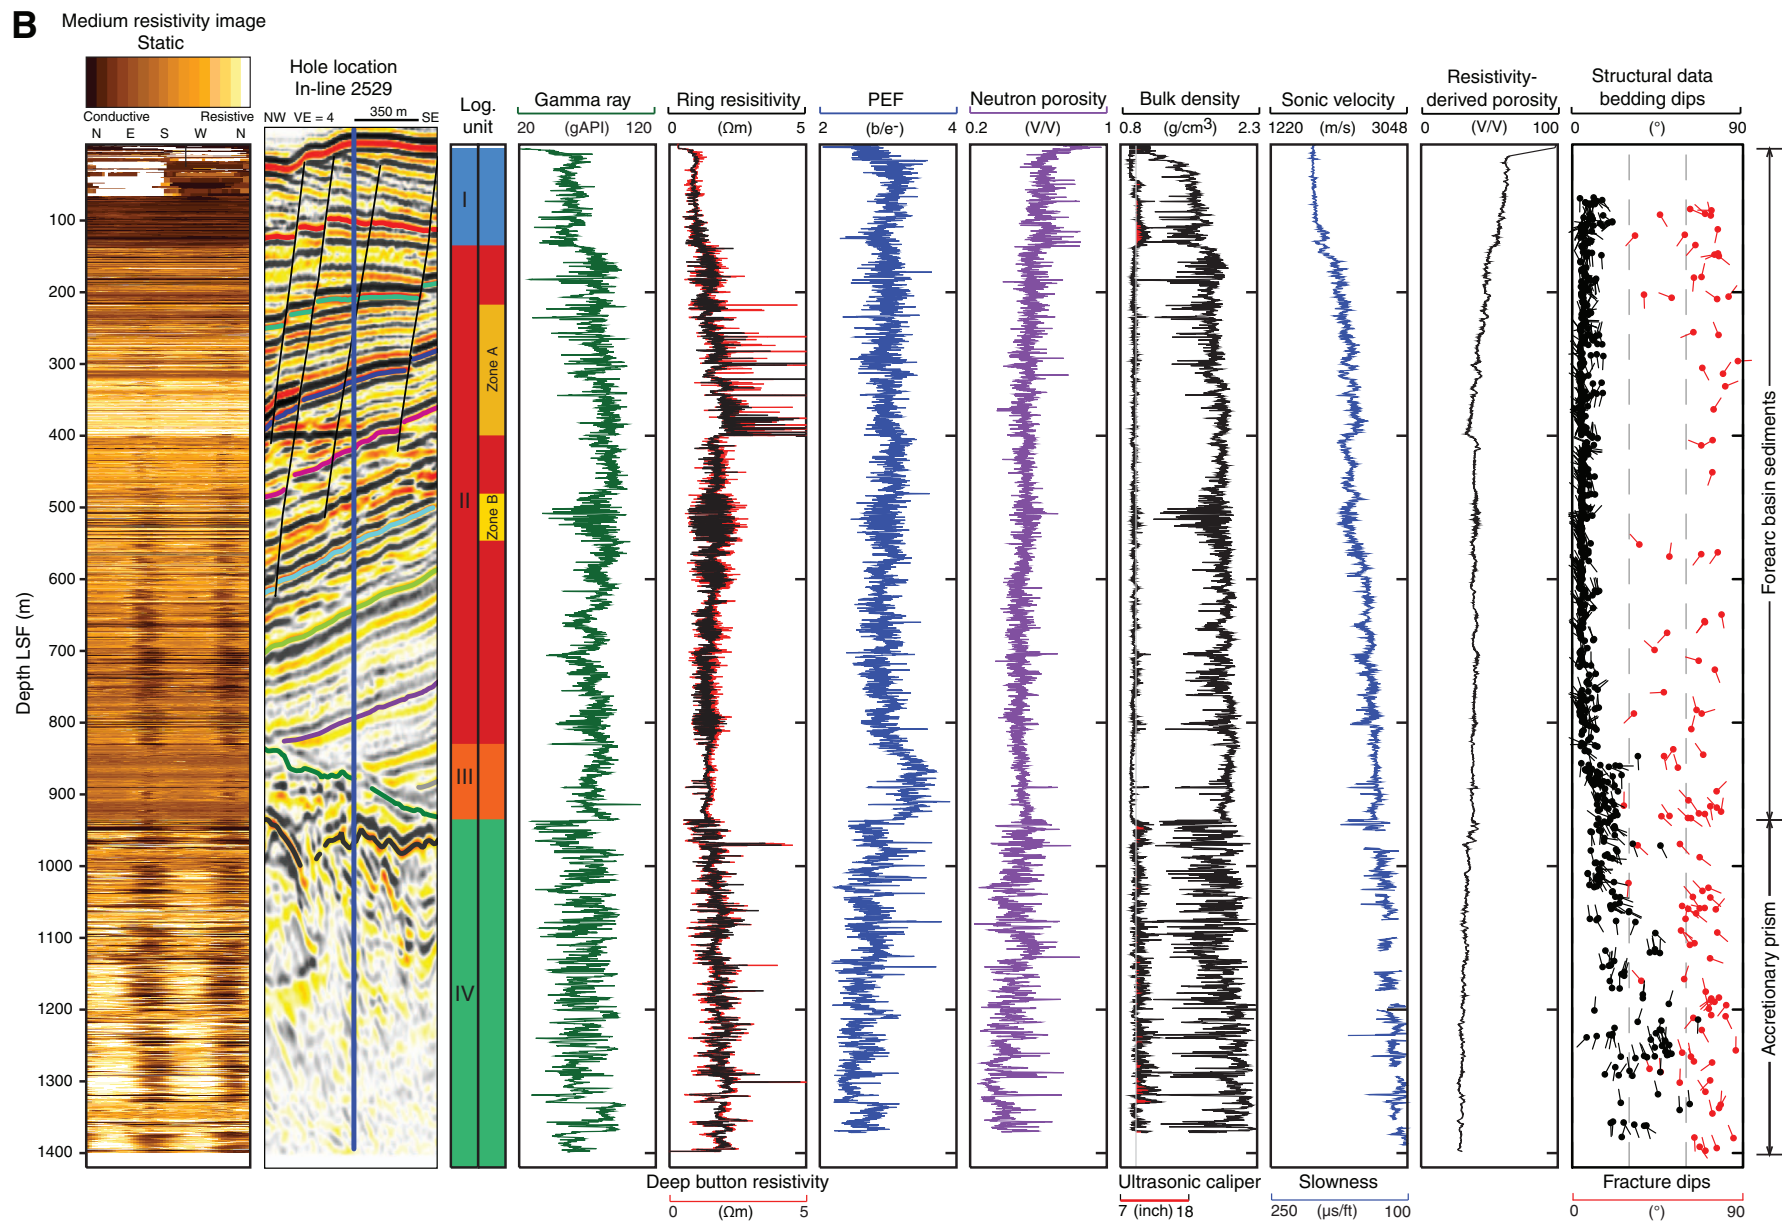 B
Medium resistivity image
Static
Conductive Resistive
N E S W N
Hole location
In-line 2529
NW VE = 4 350 m SE
Log.
unit
Gamma ray
20 (gAPI) 120
Ring resisitivity
0 (Ωm) 5
PEF
2 (b/e-) 4
Neutron porosity
0.2 (V/V) 1
Bulk density
0.8 (g/cm3) 2.3
Sonic velocity
1220 (m/s) 3048
Resistivity-
derived porosity
0 (V/V) 100
Structural data
bedding dips
0 (°) 90
Depth LSF (m)
100
200
300
400
500
600
700
800
900
1000
1100
1200
1300
1400
I
II
III
IV
Zone A
Zone B
Forearc basin sediments
Accretionary prism
Deep button resistivity
0 (Ωm) 5
Ultrasonic caliper
7 (inch) 18
Slowness
250 (µs/ft) 100
Fracture dips
0 (°) 90